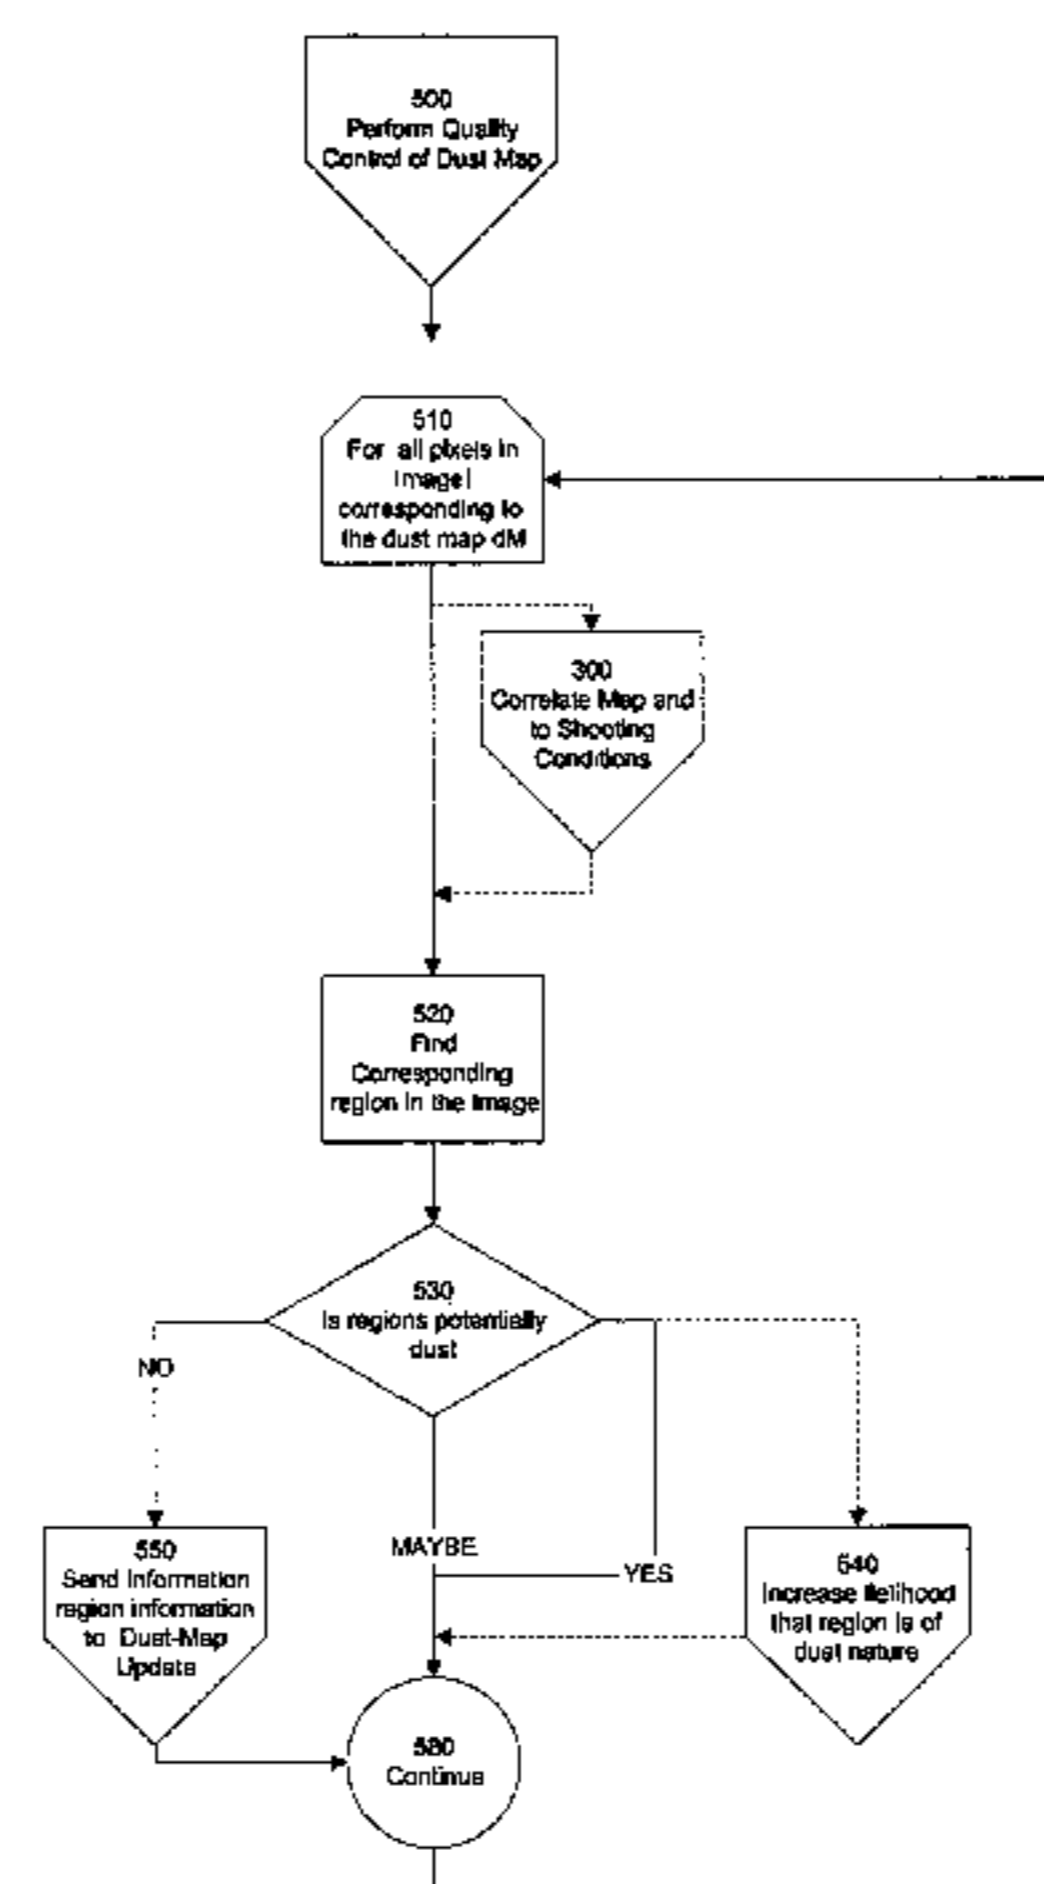 500
Perform Quality
Control of Dust Map
510
For all pixels in
Image I
corresponding to
the dust map dM
300
Correlate Map and
to Shooting
Conditions
520
Find
Corresponding
region in the Image
530
Is regions potentially
dust
NO
MAYBE
YES
550
Send Information
region information
to Dust-Map
Update
540
Increase likelihood
that region is of
dust nature
580
Continue